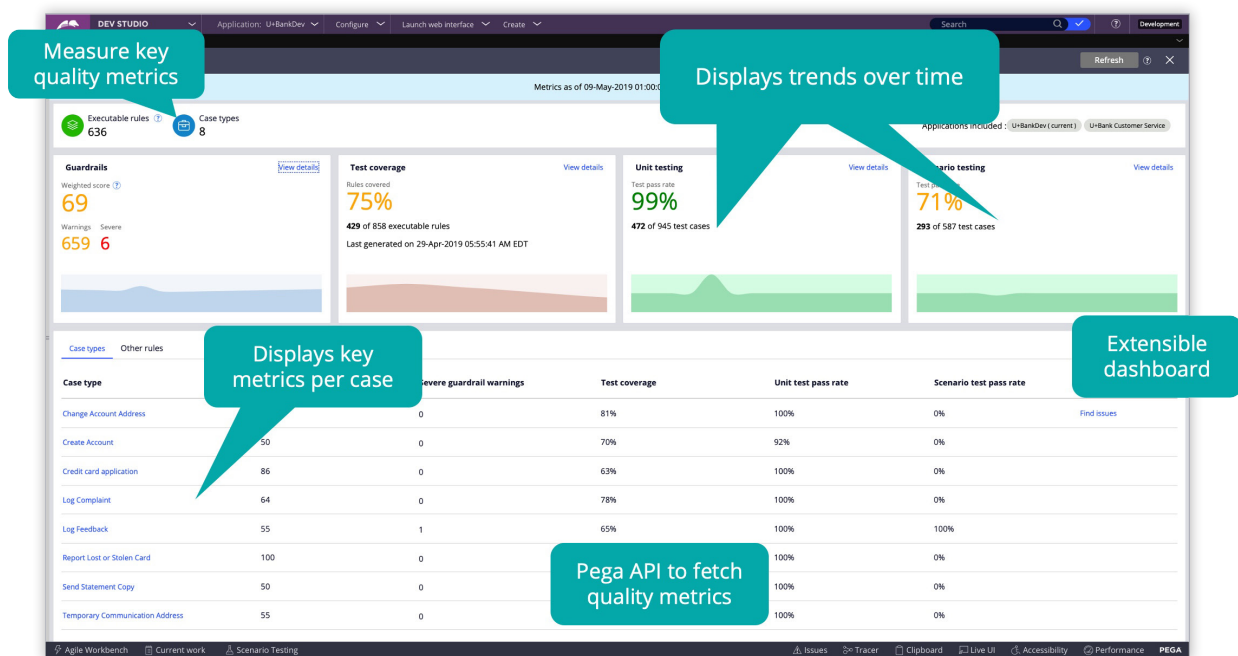 DEV STUDIO
Application: U+BankDev
Configure
Launch web interface
Create
Search
Development
Measure key
quality metrics
Displays trends over time
Refresh
Metrics as of 09-May-2019 01:00:0
Executable rules
636
Case types
8
Applications included :
U+BankDev ( current )
U+Bank Customer Service
Guardrails
View details
Weighted score
69
Warnings Severe
659 6
Test coverage
View details
Rules covered
75%
429 of 858 executable rules
Last generated on 29-Apr-2019 05:55:41 AM EDT
Unit testing
View details
Test pass rate
99%
472 of 945 test cases
testing
View details
71%
293 of 587 test cases
Extensible
dashboard
Case types Other rules
Displays key
metrics per case
Case type Severe guardrail warnings Test coverage Unit test pass rate Scenario test pass rate
Change Account Address 0 81% 100% 0% Find issues
Create Account 50 0 70% 92% 0%
Credit card application 86 0 63% 100% 0%
Log Complaint 64 0 78% 100% 0%
Log Feedback 55 1 65% 100% 100%
Report Lost or Stolen Card 100 0 100% 0%
Send Statement Copy 50 0 100% 0%
Temporary Communication Address 55 0 100% 0%
Pega API to fetch
quality metrics
Agile Workbench Current work Scenario Testing Issues Tracer Clipboard Live UI Accessibility Performance PEGA